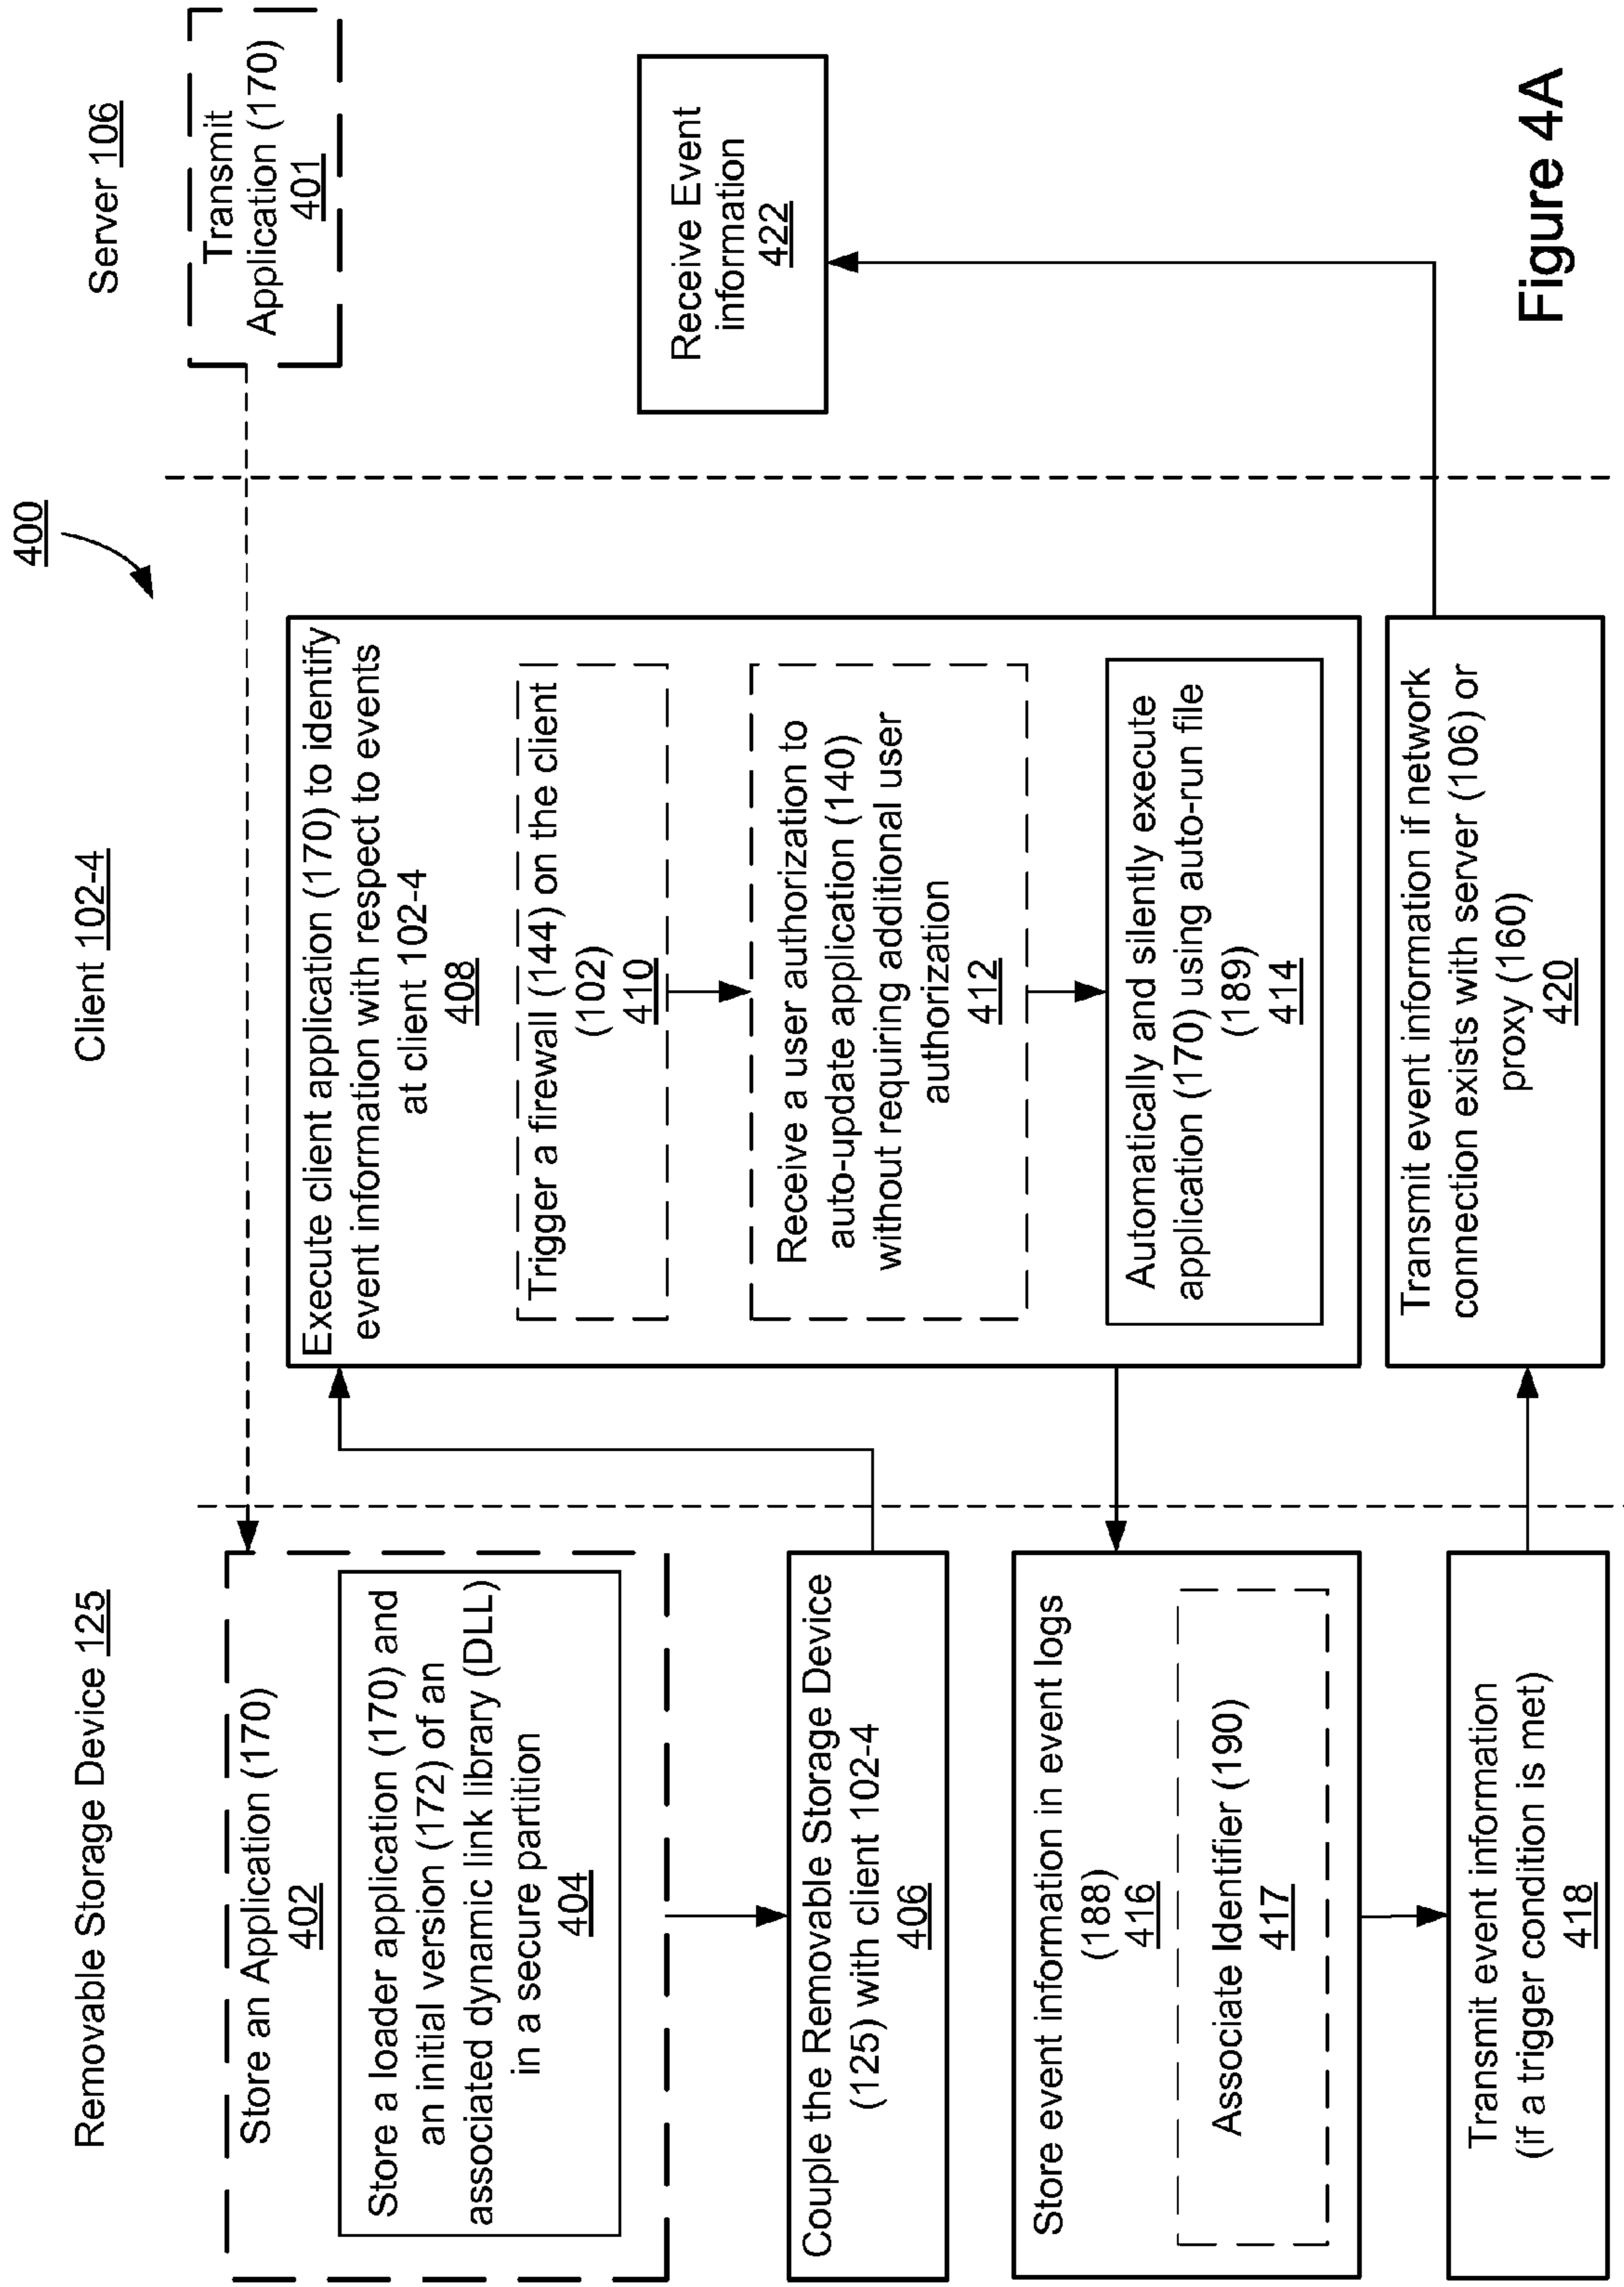 400
Removable Storage Device 125
Client 102-4
Server 106
Transmit
Application (170)
401
Store an Application (170)
402
Store a loader application (170) and
an initial version (172) of an
associated dynamic link library (DLL)
in a secure partition
404
Couple the Removable Storage Device
(125) with client 102-4
406
Execute client application (170) to identify
event information with respect to events
at client 102-4
408
Trigger a firewall (144) on the client
(102)
410
Receive a user authorization to
auto-update application (140)
without requiring additional user
authorization
412
Automatically and silently execute
application (170) using auto-run file
(189)
414
Store event information in event logs
(188)
416
Associate Identifier (190)
417
Transmit event information
(if a trigger condition is met)
418
Transmit event information if network
connection exists with server (106) or
proxy (160)
420
Receive Event
information
422
Figure 4A